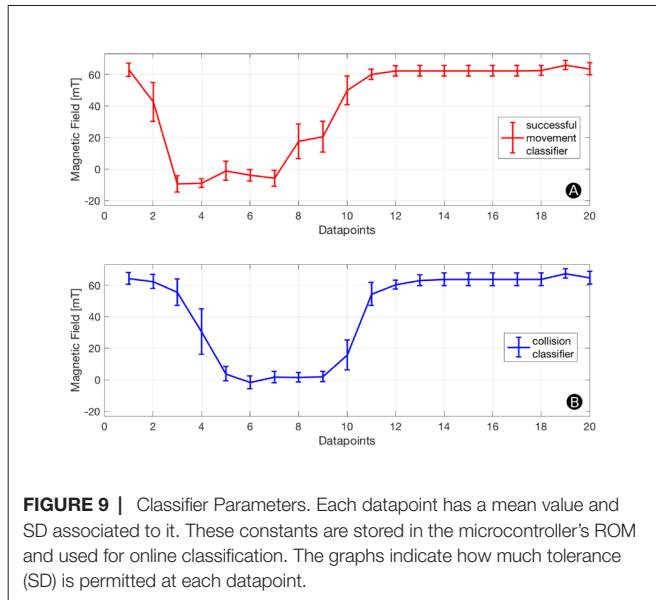 Magnetic Field [mT]
60
40
20
0
-20
0 2 4 6 8 10 12 14 16 18 20
Datapoints
successful
movement
classifier
A
Magnetic Field [mT]
60
40
20
0
-20
0 2 4 6 8 10 12 14 16 18 20
Datapoints
collision
classifier
B
FIGURE 9 | Classifier Parameters. Each datapoint has a mean value and
SD associated to it. These constants are stored in the microcontroller's ROM
and used for online classification. The graphs indicate how much tolerance
(SD) is permitted at each datapoint.